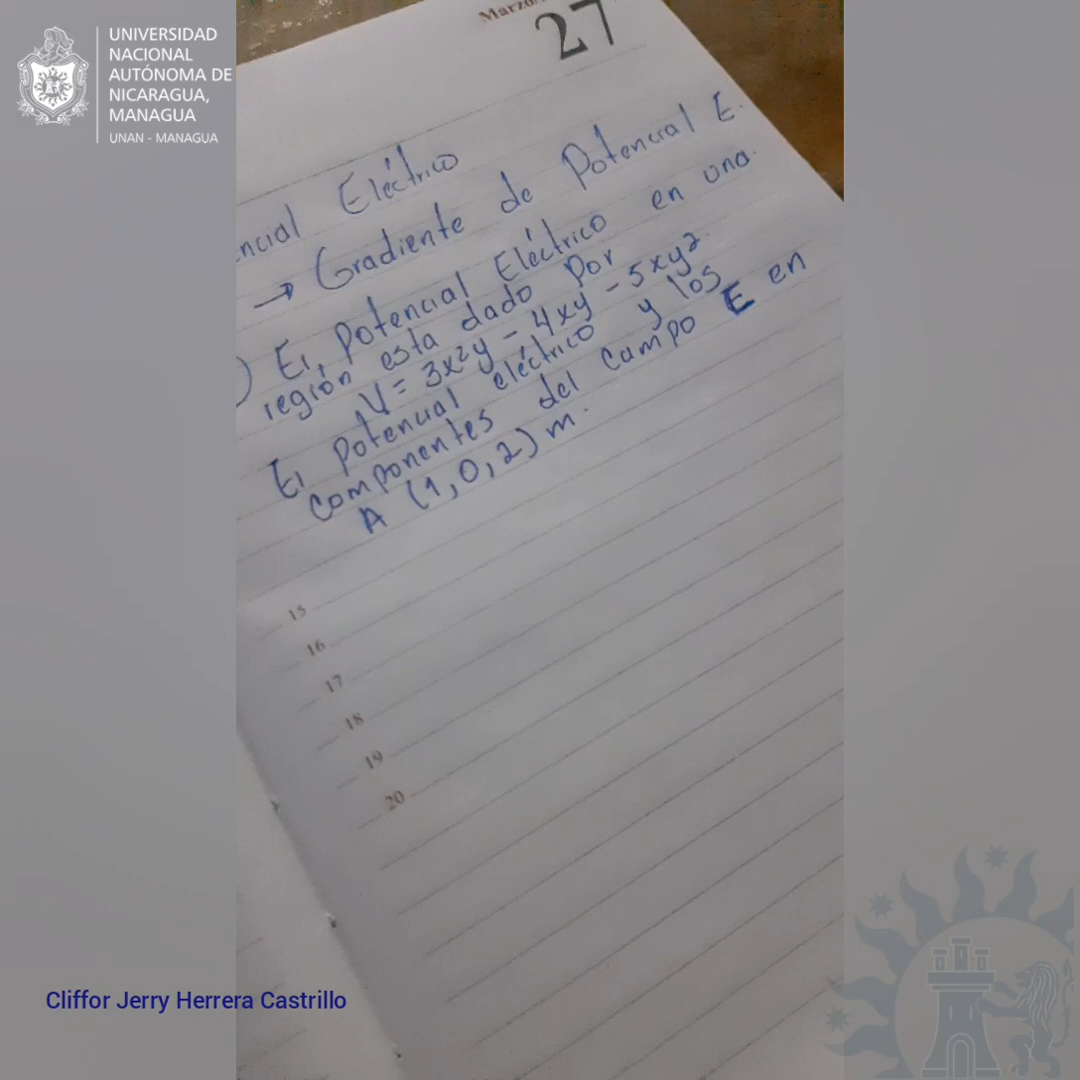 UNIVERSIDAD
NACIONAL
AUTÓNOMA DE
NICARAGUA,
MANAGUA
UNAN - MANAGUA
Marzo
27
ncial Eléctrico
→ Gradiente de Potencial E.
) El Potencial Eléctrico en una
región esta dado por
V = 3x²y - 4xy - 5xy²
El Potencial eléctrico y los
componentes del campo E en
A (1, 0, 2) m.
15
16
17
18
19
20
Cliffor Jerry Herrera Castrillo